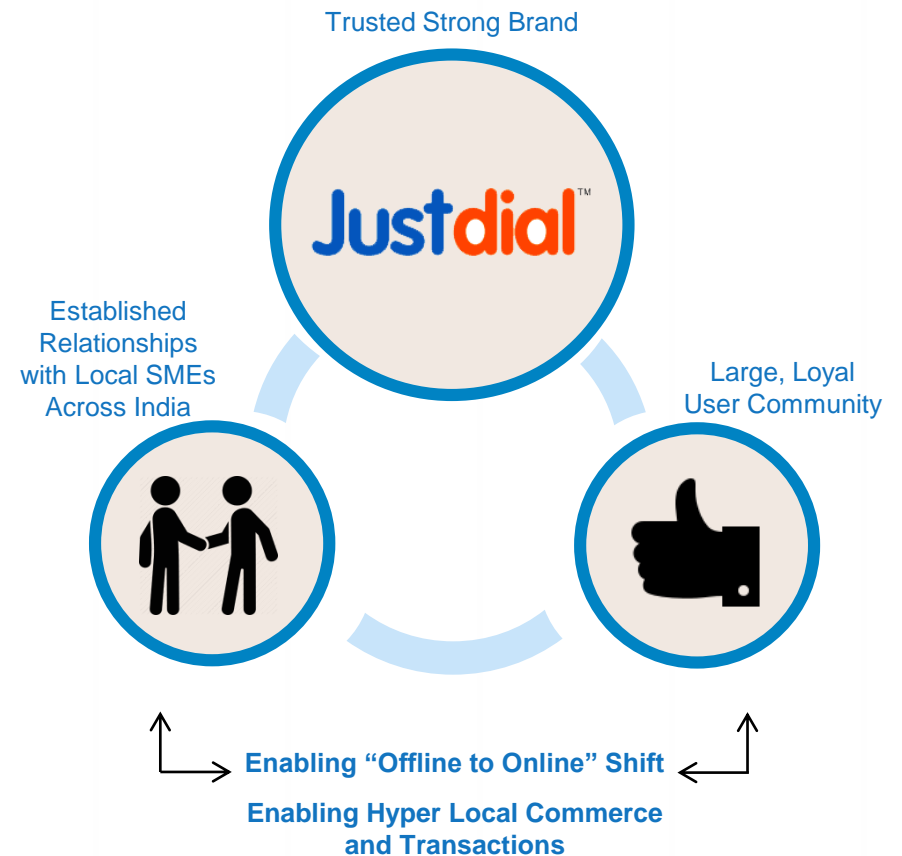 Trusted Strong Brand
Justdial™
Established
Relationships
with Local SMEs
Across India
Large, Loyal
User Community
Enabling “Offline to Online” Shift
Enabling Hyper Local Commerce
and Transactions